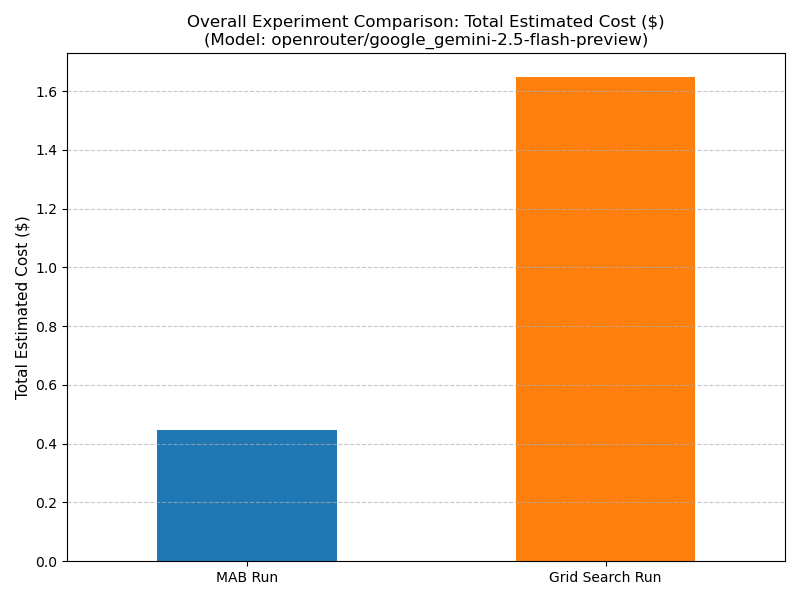 Overall Experiment Comparison: Total Estimated Cost ($)
(Model: openrouter/google_gemini-2.5-flash-preview)
Total Estimated Cost ($)
1.6
1.4
1.2
1.0
0.8
0.6
0.4
0.2
0.0
MAB Run
Grid Search Run